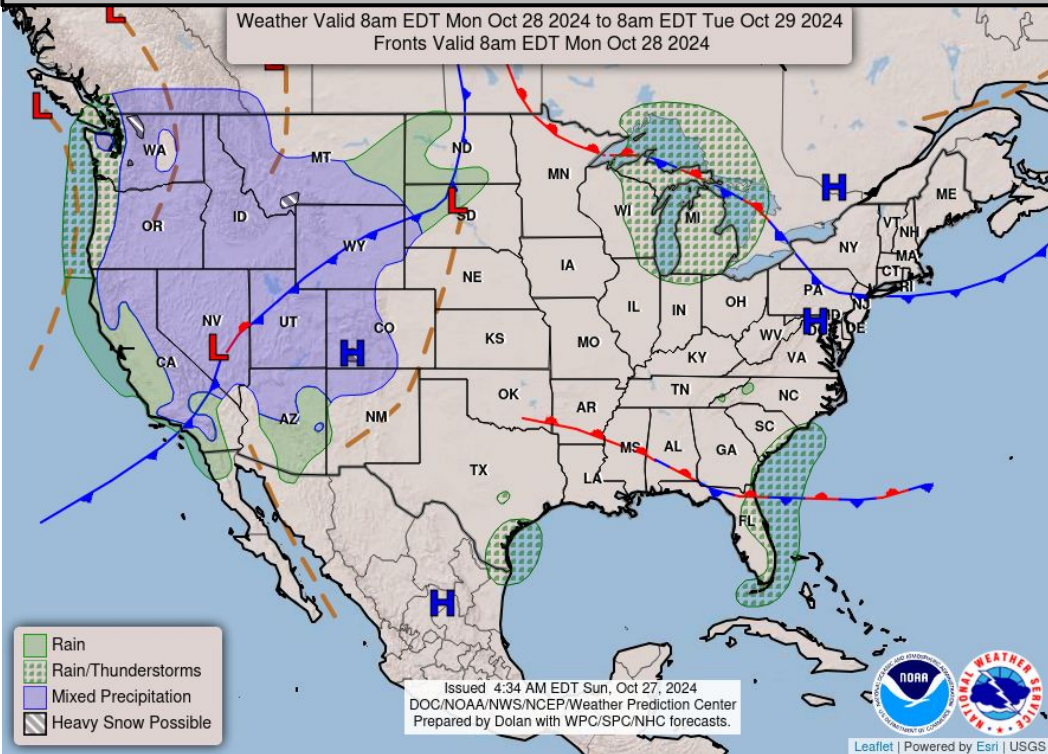 Weather Valid 8am EDT Mon Oct 28 2024 to 8am EDT Tue Oct 29 2024
Fronts Valid 8am EDT Mon Oct 28 2024
L
L
L
WA
MT
ND
MN
H
ME
OR
ID
WY
L
SD
WI
MI
VT
NH
NY
MA
CT
RI
NE
IA
PA
NJ
NV
UT
CO
IL
IN
OH
L
H
H
DE
CA
KS
MO
WV
VA
KY
AZ
NM
OK
AR
TN
NC
SC
TX
LA
MS
AL
GA
FL
H
Rain
Rain/Thunderstorms
Mixed Precipitation
Heavy Snow Possible
Issued 4:34 AM EDT Sun, Oct 27, 2024
DOC/NOAA/NWS/NCEP/Weather Prediction Center
Prepared by Dolan with WPC/SPC/NHC forecasts.
NOAA
NATIONAL WEATHER SERVICE
Leaflet | Powered by Esri | USGS